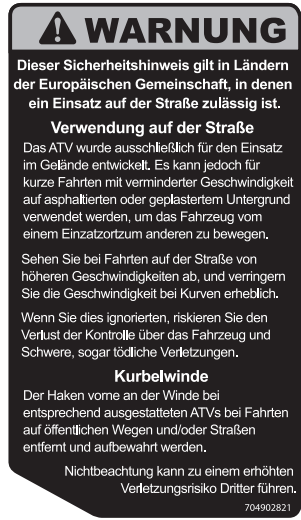 WARNUNG
Dieser Sicherheitshinweis gilt in Ländern
der Europäischen Gemeinschaft, in denen
ein Einsatz auf der Straße zulässig ist.
Verwendung auf der Straße
Das ATV wurde ausschließlich für den Einsatz
im Gelände entwickelt. Es kann jedoch für
kurze Fahrten mit verminderter Geschwindigkeit
auf asphaltierten oder geplastertem Untergrund
verwendet werden, um das Fahrzeug vom
einem Einzatzortzum anderen zu bewegen.
Sehen Sie bei Fahrten auf der Straße von
höheren Geschwindigkeiten ab, und verringern
Sie die Geschwindigkeit bei Kurven erheblich.
Wenn Sie dies ignorierten, riskieren Sie den
Verlust der Kontrolle über das Fahrzeug und
Schwere, sogar tödliche Verletzungen.
Kurbelwinde
Der Haken vorne an der Winde bei
entsprechend ausgestatteten ATVs bei Fahrten
auf öffentlichen Wegen und/oder Straßen
entfernt und aufbewahrt werden.
Nichtbeachtung kann zu einem erhöhten
Verletzungsrisiko Dritter führen.
704902821